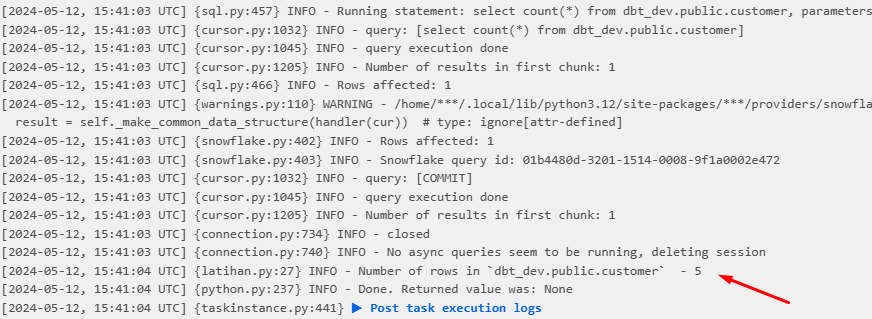 [2024-05-12, 15:41:03 UTC] {sql.py:457} INFO - Running statement: select count(*) from dbt_dev.public.customer, parameters
[2024-05-12, 15:41:03 UTC] {cursor.py:1032} INFO - query: [select count(*) from dbt_dev.public.customer]
[2024-05-12, 15:41:03 UTC] {cursor.py:1045} INFO - query execution done
[2024-05-12, 15:41:03 UTC] {cursor.py:1205} INFO - Number of results in first chunk: 1
[2024-05-12, 15:41:03 UTC] {sql.py:466} INFO - Rows affected: 1
[2024-05-12, 15:41:03 UTC] {warnings.py:110} WARNING - /home/***/.local/lib/python3.12/site-packages/***/providers/snowfla
result = self._make_common_data_structure(handler(cur))  # type: ignore[attr-defined]
[2024-05-12, 15:41:03 UTC] {snowflake.py:402} INFO - Rows affected: 1
[2024-05-12, 15:41:03 UTC] {snowflake.py:403} INFO - Snowflake query id: 01b4480d-3201-1514-0008-9f1a0002e472
[2024-05-12, 15:41:03 UTC] {cursor.py:1032} INFO - query: [COMMIT]
[2024-05-12, 15:41:03 UTC] {cursor.py:1045} INFO - query execution done
[2024-05-12, 15:41:03 UTC] {cursor.py:1205} INFO - Number of results in first chunk: 1
[2024-05-12, 15:41:03 UTC] {connection.py:734} INFO - closed
[2024-05-12, 15:41:03 UTC] {connection.py:740} INFO - No async queries seem to be running, deleting session
[2024-05-12, 15:41:04 UTC] {latihan.py:27} INFO - Number of rows in `dbt_dev.public.customer`  - 5
[2024-05-12, 15:41:04 UTC] {python.py:237} INFO - Done. Returned value was: None
[2024-05-12, 15:41:04 UTC] {taskinstance.py:441} ▶ Post task execution logs